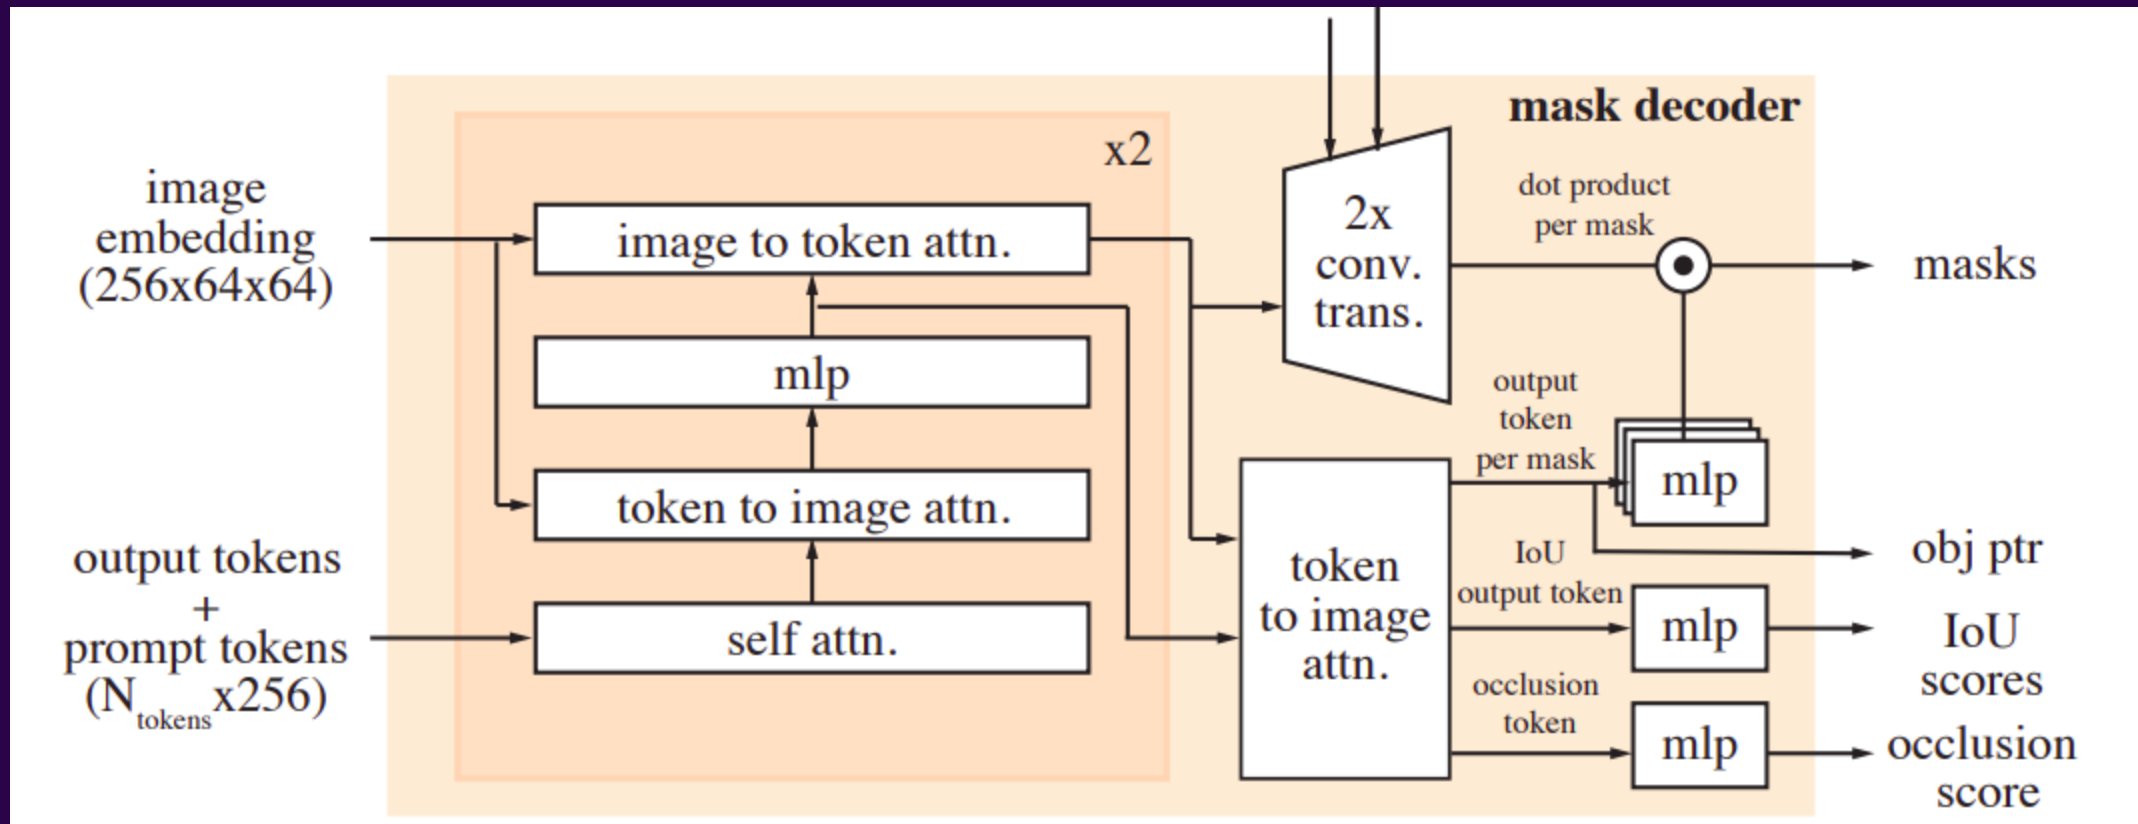 mask decoder
x2
image
embedding
(256x64x64)
image to token attn.
mlp
token to image attn.
self attn.
output tokens
+
prompt tokens
(N tokens x256)
2x
conv.
trans.
dot product
per mask
masks
output
token
per mask
mlp
obj ptr
token
to image
attn.
IoU
output token
mlp
IoU
scores
occlusion
token
mlp
occlusion
score